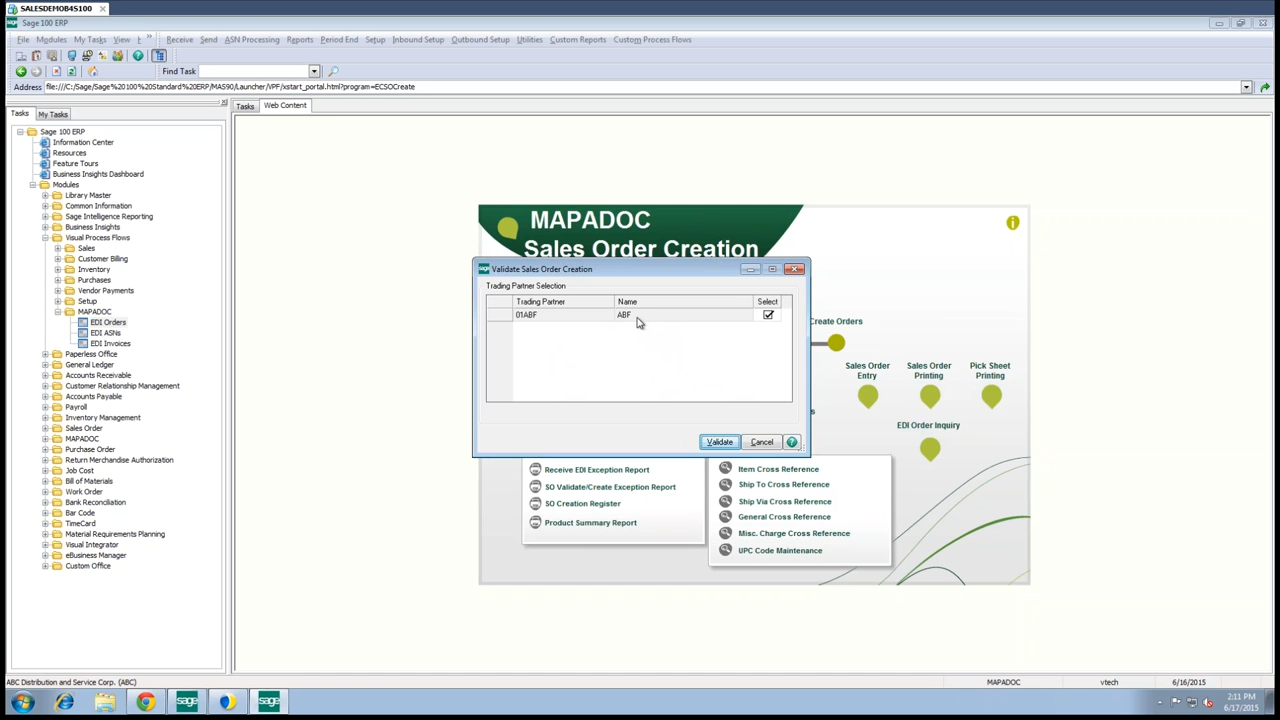 SALESDEMOB4S100
Sage 100 ERP
File Modules My Tasks View Receive Send ASN Processing Reports Period End Setup Inbound Setup Outbound Setup Utilities Custom Reports Custom Process Flows
Find Task
Address file:///C:/Sage/Sage%20100%20Standard%20ERP/MAS90/Launcher/VPF/xstart_portal.html?program=ECSOCreate
Tasks My Tasks
Tasks Web Content
Sage 100 ERP
Information Center
Resources
Feature Tours
Business Insights Dashboard
Modules
Library Master
Common Information
Sage Intelligence Reporting
Business Insights
Visual Process Flows
Sales
Customer Billing
Inventory
Purchases
Vendor Payments
Setup
MAPADOC
EDI Orders
EDI ASNs
EDI Invoices
Paperless Office
General Ledger
Accounts Receivable
Customer Relationship Management
Accounts Payable
Payroll
Inventory Management
Sales Order
MAPADOC
Purchase Order
Return Merchandise Authorization
Job Cost
Bill of Materials
Work Order
Bank Reconciliation
Bar Code
TimeCard
Material Requirements Planning
Visual Integrator
eBusiness Manager
Custom Office
MAPADOC
Sales Order Creation
Validate Sales Order Creation
Trading Partner Selection
Trading Partner Name Select
01ABF ABF
Validate Cancel
Create Orders
Sales Order
Entry
Sales Order
Printing
Pick Sheet
Printing
EDI Order Inquiry
Receive EDI Exception Report
SO Validate/Create Exception Report
SO Creation Register
Product Summary Report
Item Cross Reference
Ship To Cross Reference
Ship Via Cross Reference
General Cross Reference
Misc. Charge Cross Reference
UPC Code Maintenance
ABC Distribution and Service Corp. (ABC) MAPADOC vtech 6/16/2015
2:11 PM
6/17/2015